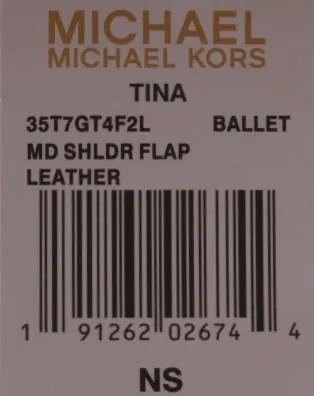 MICHAEL
MICHAEL KORS
TINA
35T7GT4F2L BALLET
MD SHLDR FLAP
LEATHER
1 91262 02674 4
NS